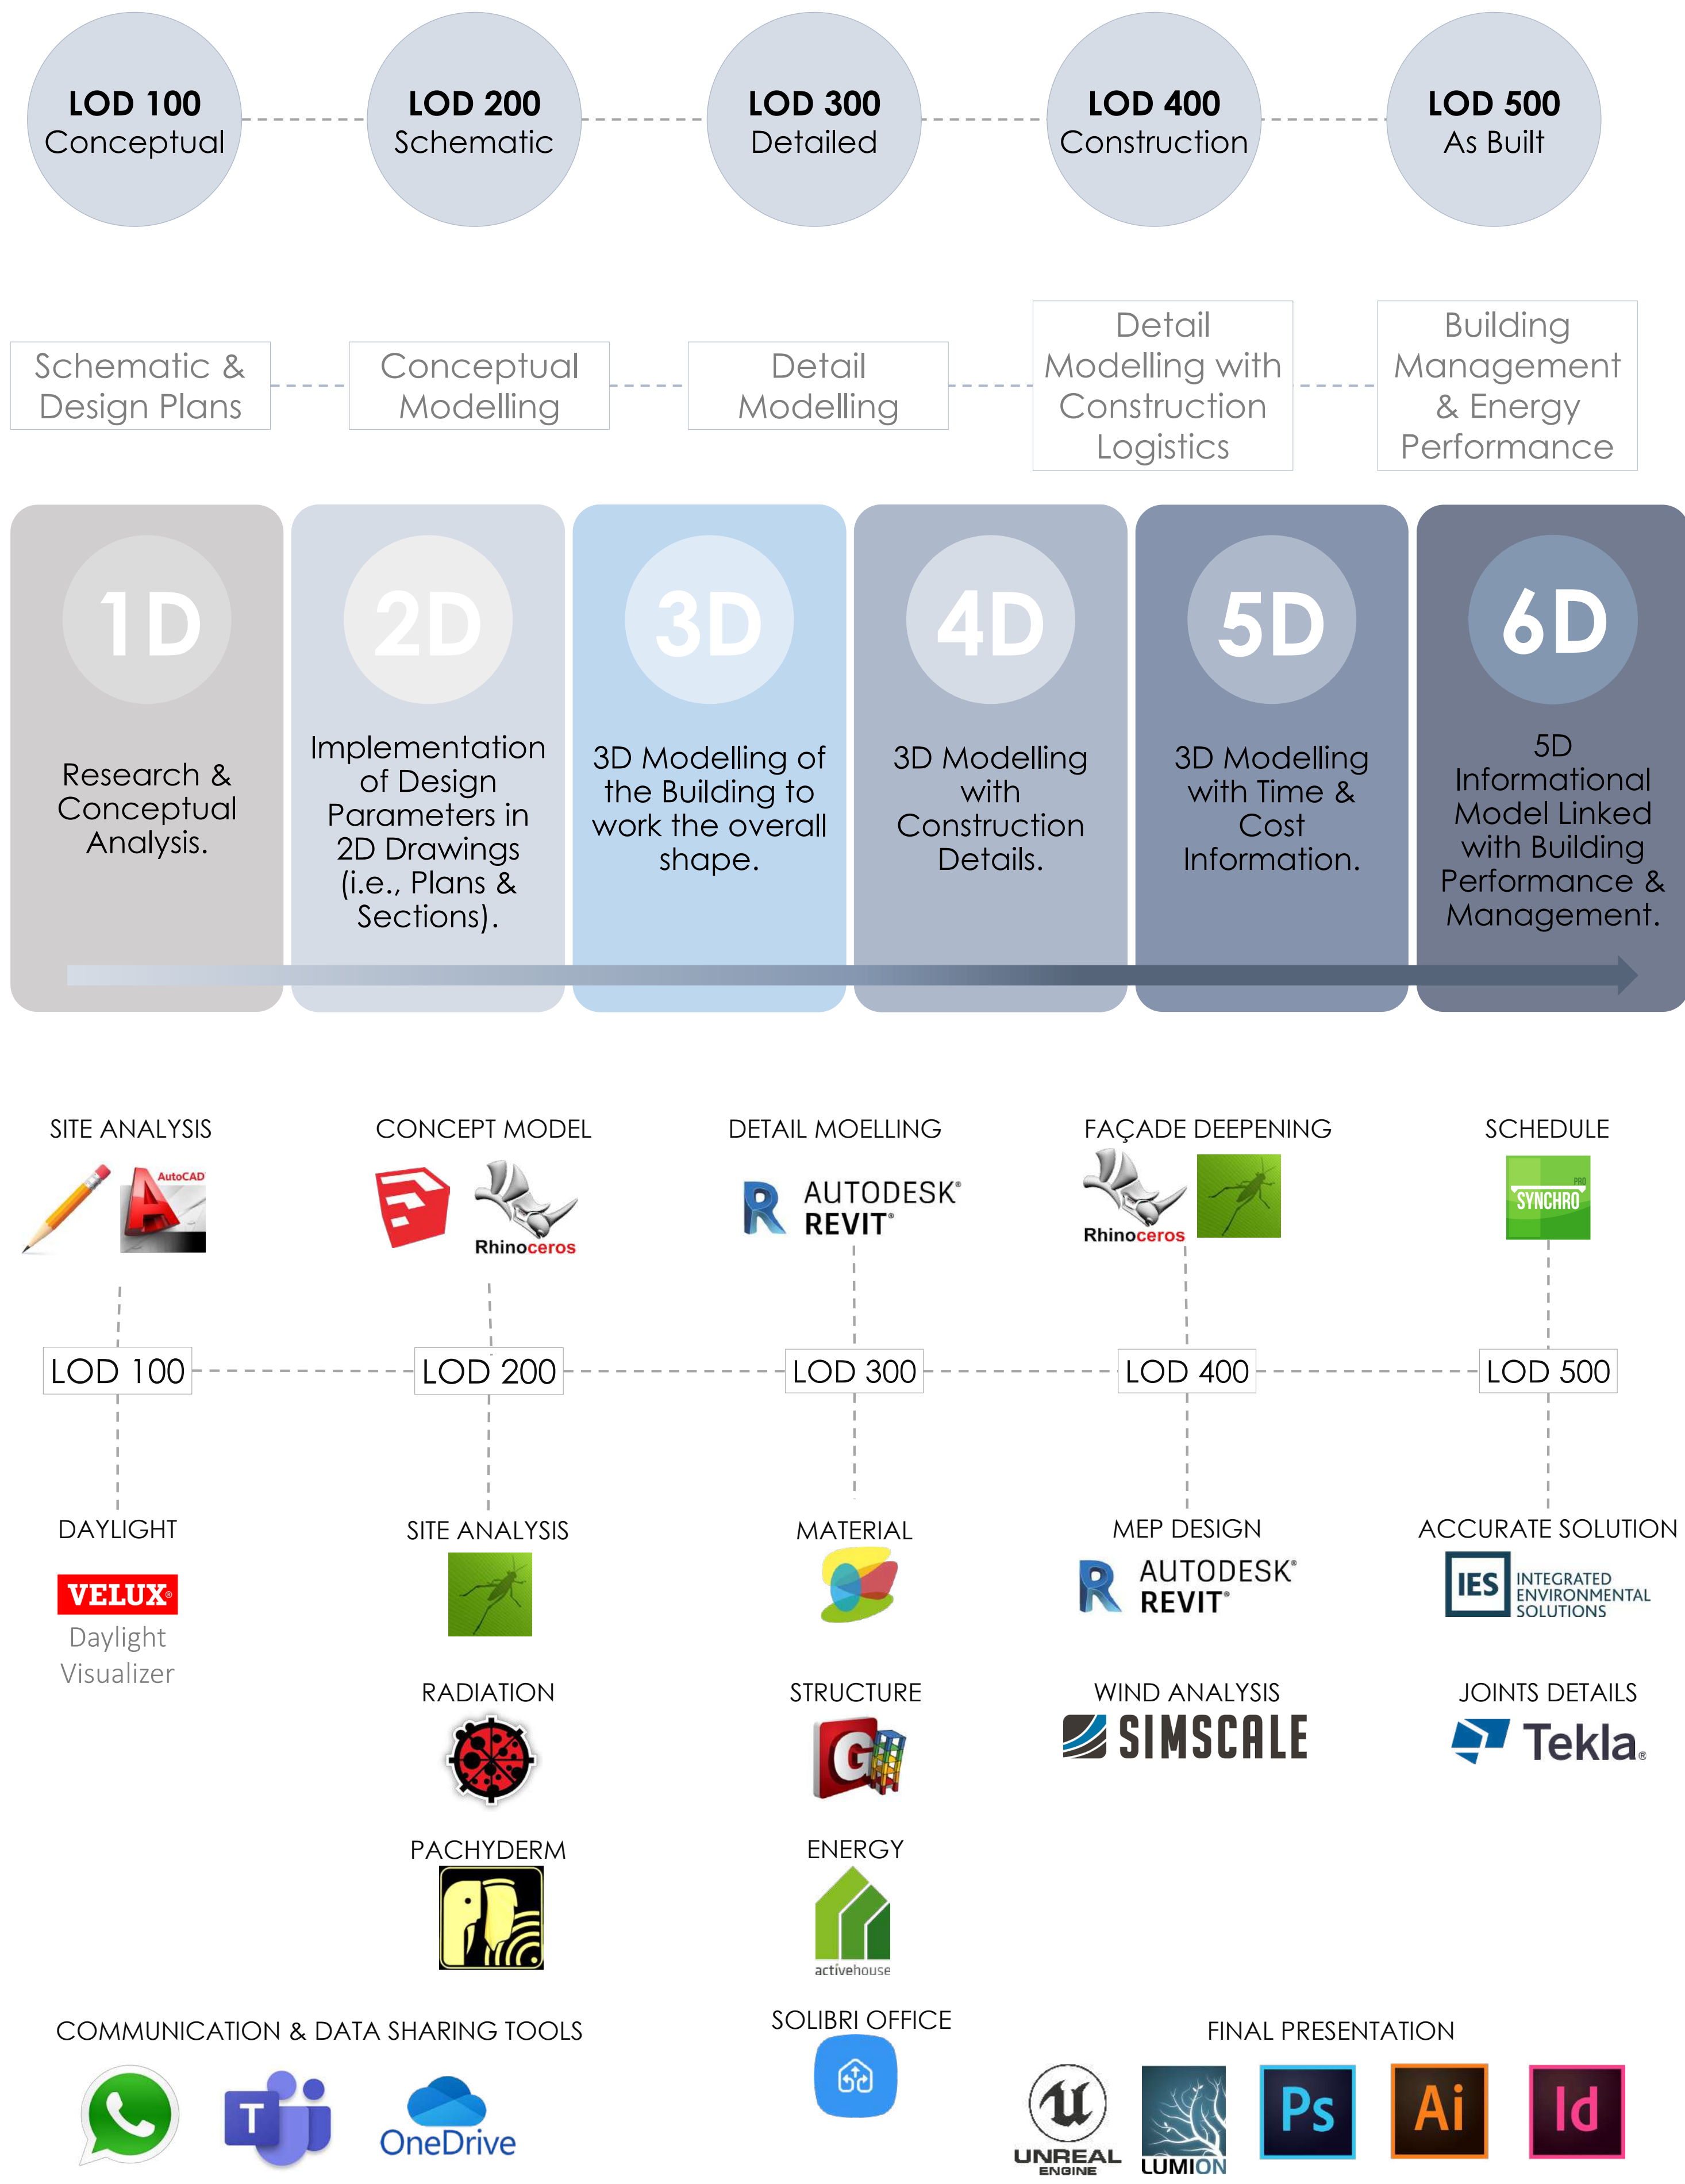 LOD 100
Conceptual
LOD 200
Schematic
LOD 300
Detailed
LOD 400
Construction
LOD 500
As Built
Schematic &
Design Plans
Conceptual
Modelling
Detail
Modelling
Detail
Modelling with
Construction
Logistics
Building
Management
& Energy
Performance
1D
Research &
Conceptual
Analysis.
2D
Implementation
of Design
Parameters in
2D Drawings
(i.e., Plans &
Sections).
3D
3D Modelling of
the Building to
work the overall
shape.
4D
3D Modelling
with
Construction
Details.
5D
3D Modelling
with Time &
Cost
Information.
6D
5D
Informational
Model Linked
with Building
Performance &
Management.
SITE ANALYSIS
AutoCAD
CONCEPT MODEL
Rhinoceros
DETAIL MOELLING
R AUTODESK®
REVIT®
FAÇADE DEEPENING
Rhinoceros
SCHEDULE
PRO
SYNCHRO
LOD 100
LOD 200
LOD 300
LOD 400
LOD 500
DAYLIGHT
VELUX®
Daylight
Visualizer
SITE ANALYSIS
RADIATION
PACHYDERM
MATERIAL
STRUCTURE
G
ENERGY
activehouse
SOLIBRI OFFICE
MEP DESIGN
R AUTODESK®
REVIT®
WIND ANALYSIS
SIMSCALE
ACCURATE SOLUTION
IES INTEGRATED
ENVIRONMENTAL
SOLUTIONS
JOINTS DETAILS
Tekla®
COMMUNICATION & DATA SHARING TOOLS
T
OneDrive
FINAL PRESENTATION
UNREAL
ENGINE
LUMION
Ps
Ai
Id